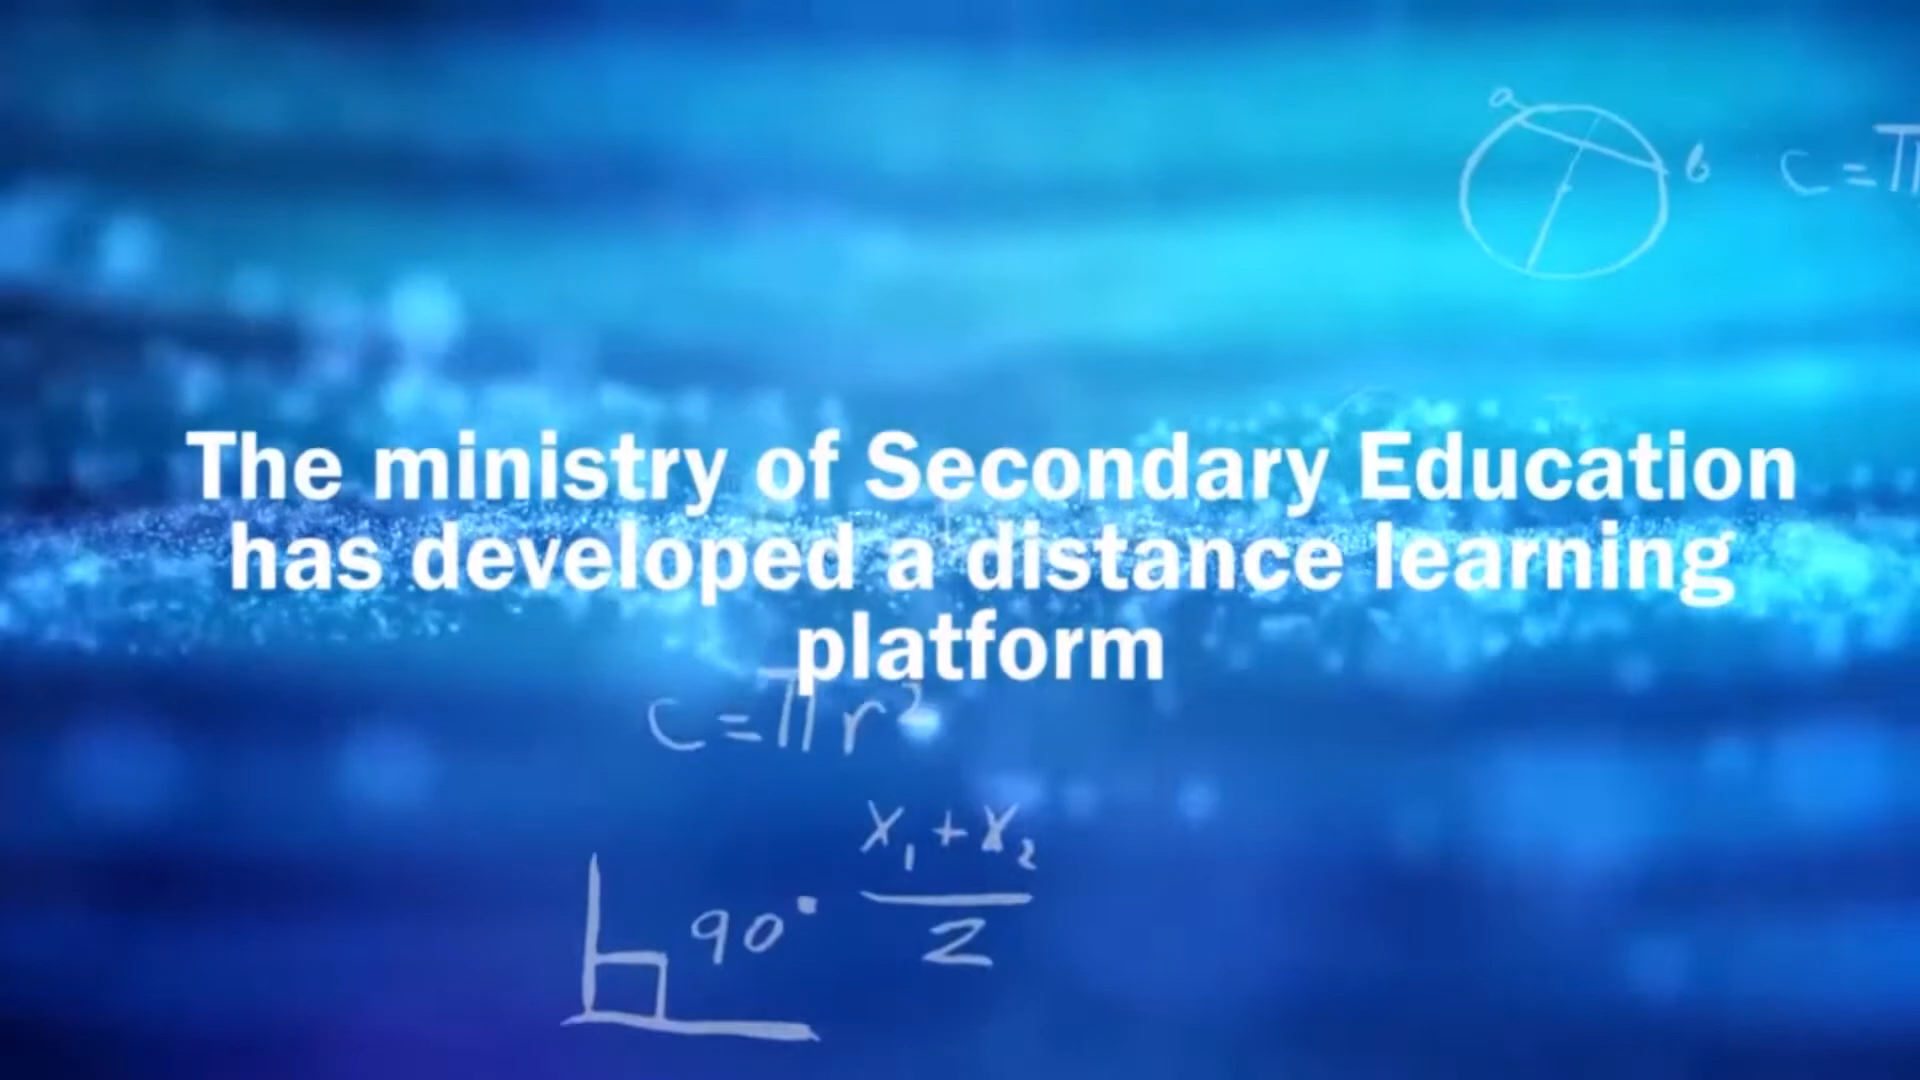 a
b c=π
The ministry of Secondary Education
has developed a distance learning
platform
c=πr²
x₁+x₂
90°
2